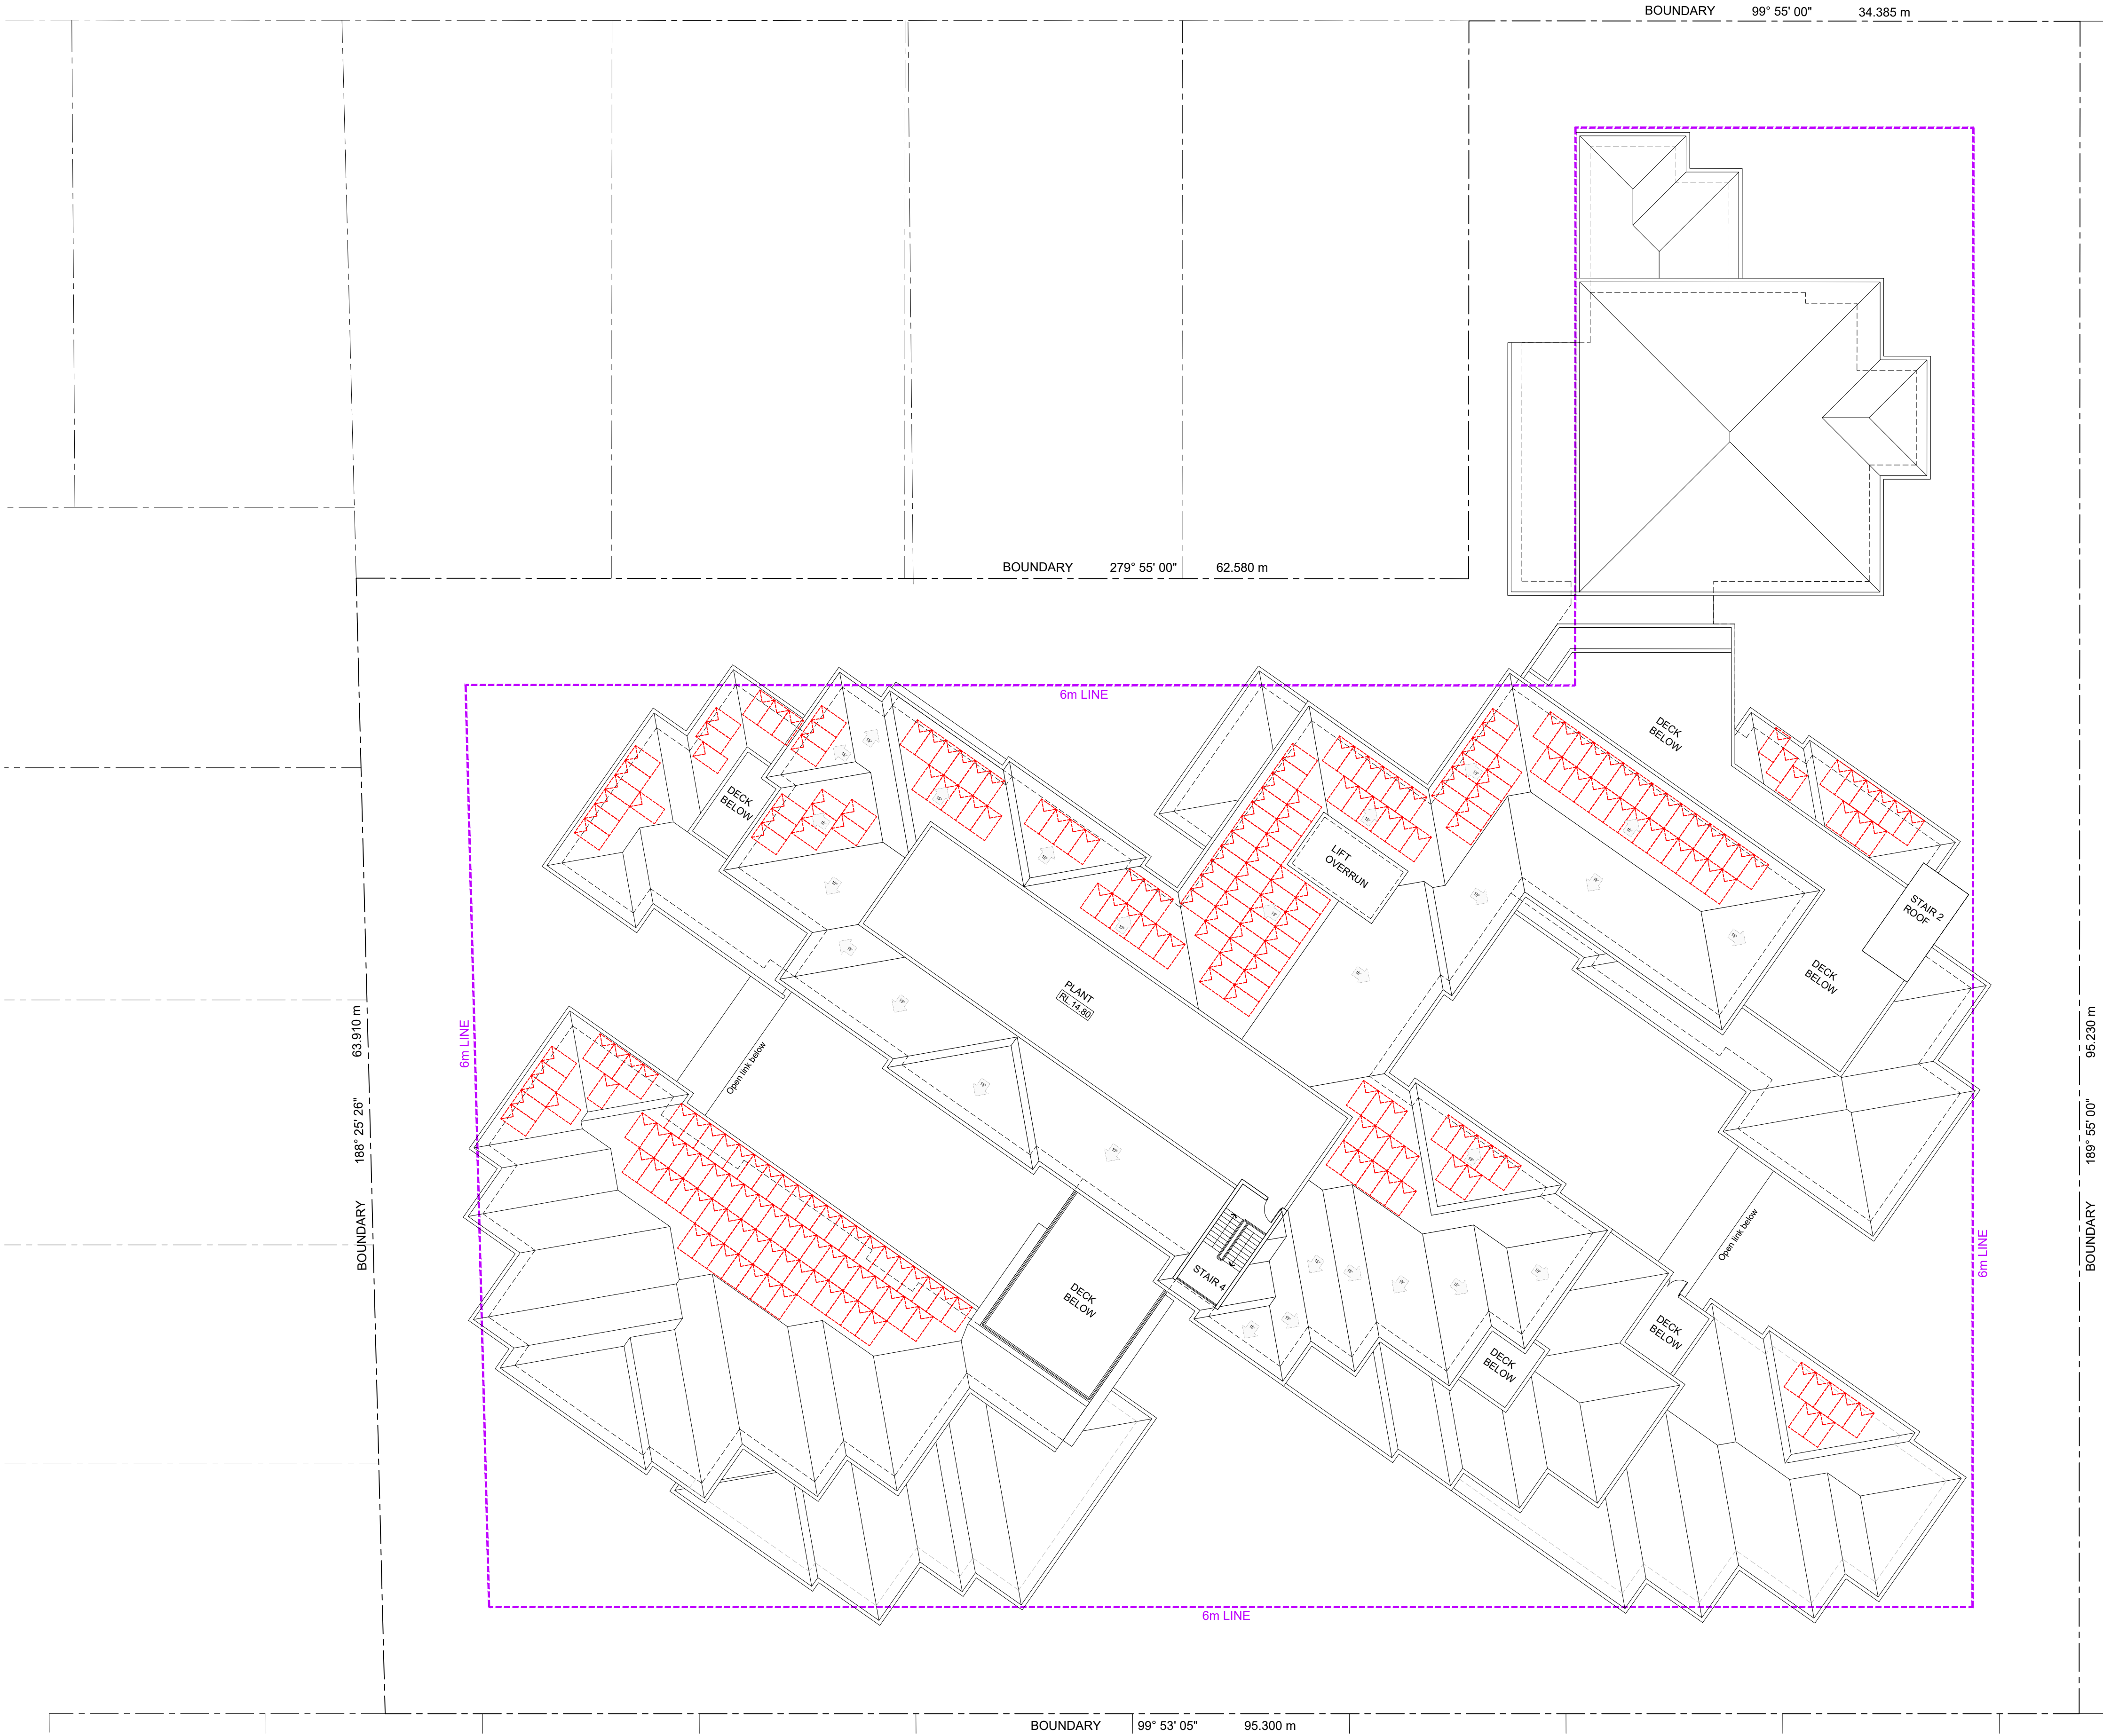 BOUNDARY 99° 55' 00" 34.385 m
BOUNDARY 279° 55' 00" 62.580 m
6m LINE
DECK
BELOW
DECK
BELOW
LIFT
OVERRUN
STAIR 2
ROOF
DECK
BELOW
PLANT
RL.14.80
BOUNDARY 188° 25' 26" 63.910 m
6m LINE
Open link below
BOUNDARY 189° 55' 00" 95.230 m
6m LINE
Open link below
STAIR 4
DECK
BELOW
DECK
BELOW
DECK
BELOW
6m LINE
BOUNDARY 99° 53' 05" 95.300 m